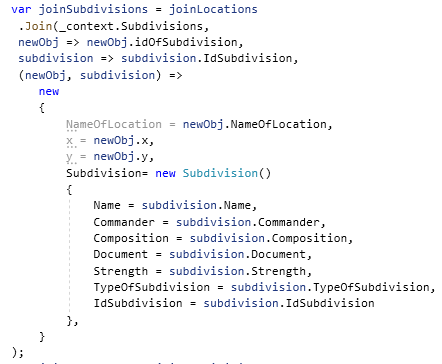 var joinSubdivisions = joinLocations
.Join(_context.Subdivisions,
newObj => newObj.idOfSubdivision,
subdivision => subdivision.IdSubdivision,
(newObj, subdivision) =>
new
{
NameOfLocation = newObj.NameOfLocation,
x = newObj.x,
y = newObj.y,
Subdivision= new Subdivision()
{
Name = subdivision.Name,
Commander = subdivision.Commander,
Composition = subdivision.Composition,
Document = subdivision.Document,
Strength = subdivision.Strength,
TypeOfSubdivision = subdivision.TypeOfSubdivision,
IdSubdivision = subdivision.IdSubdivision
},
}
);